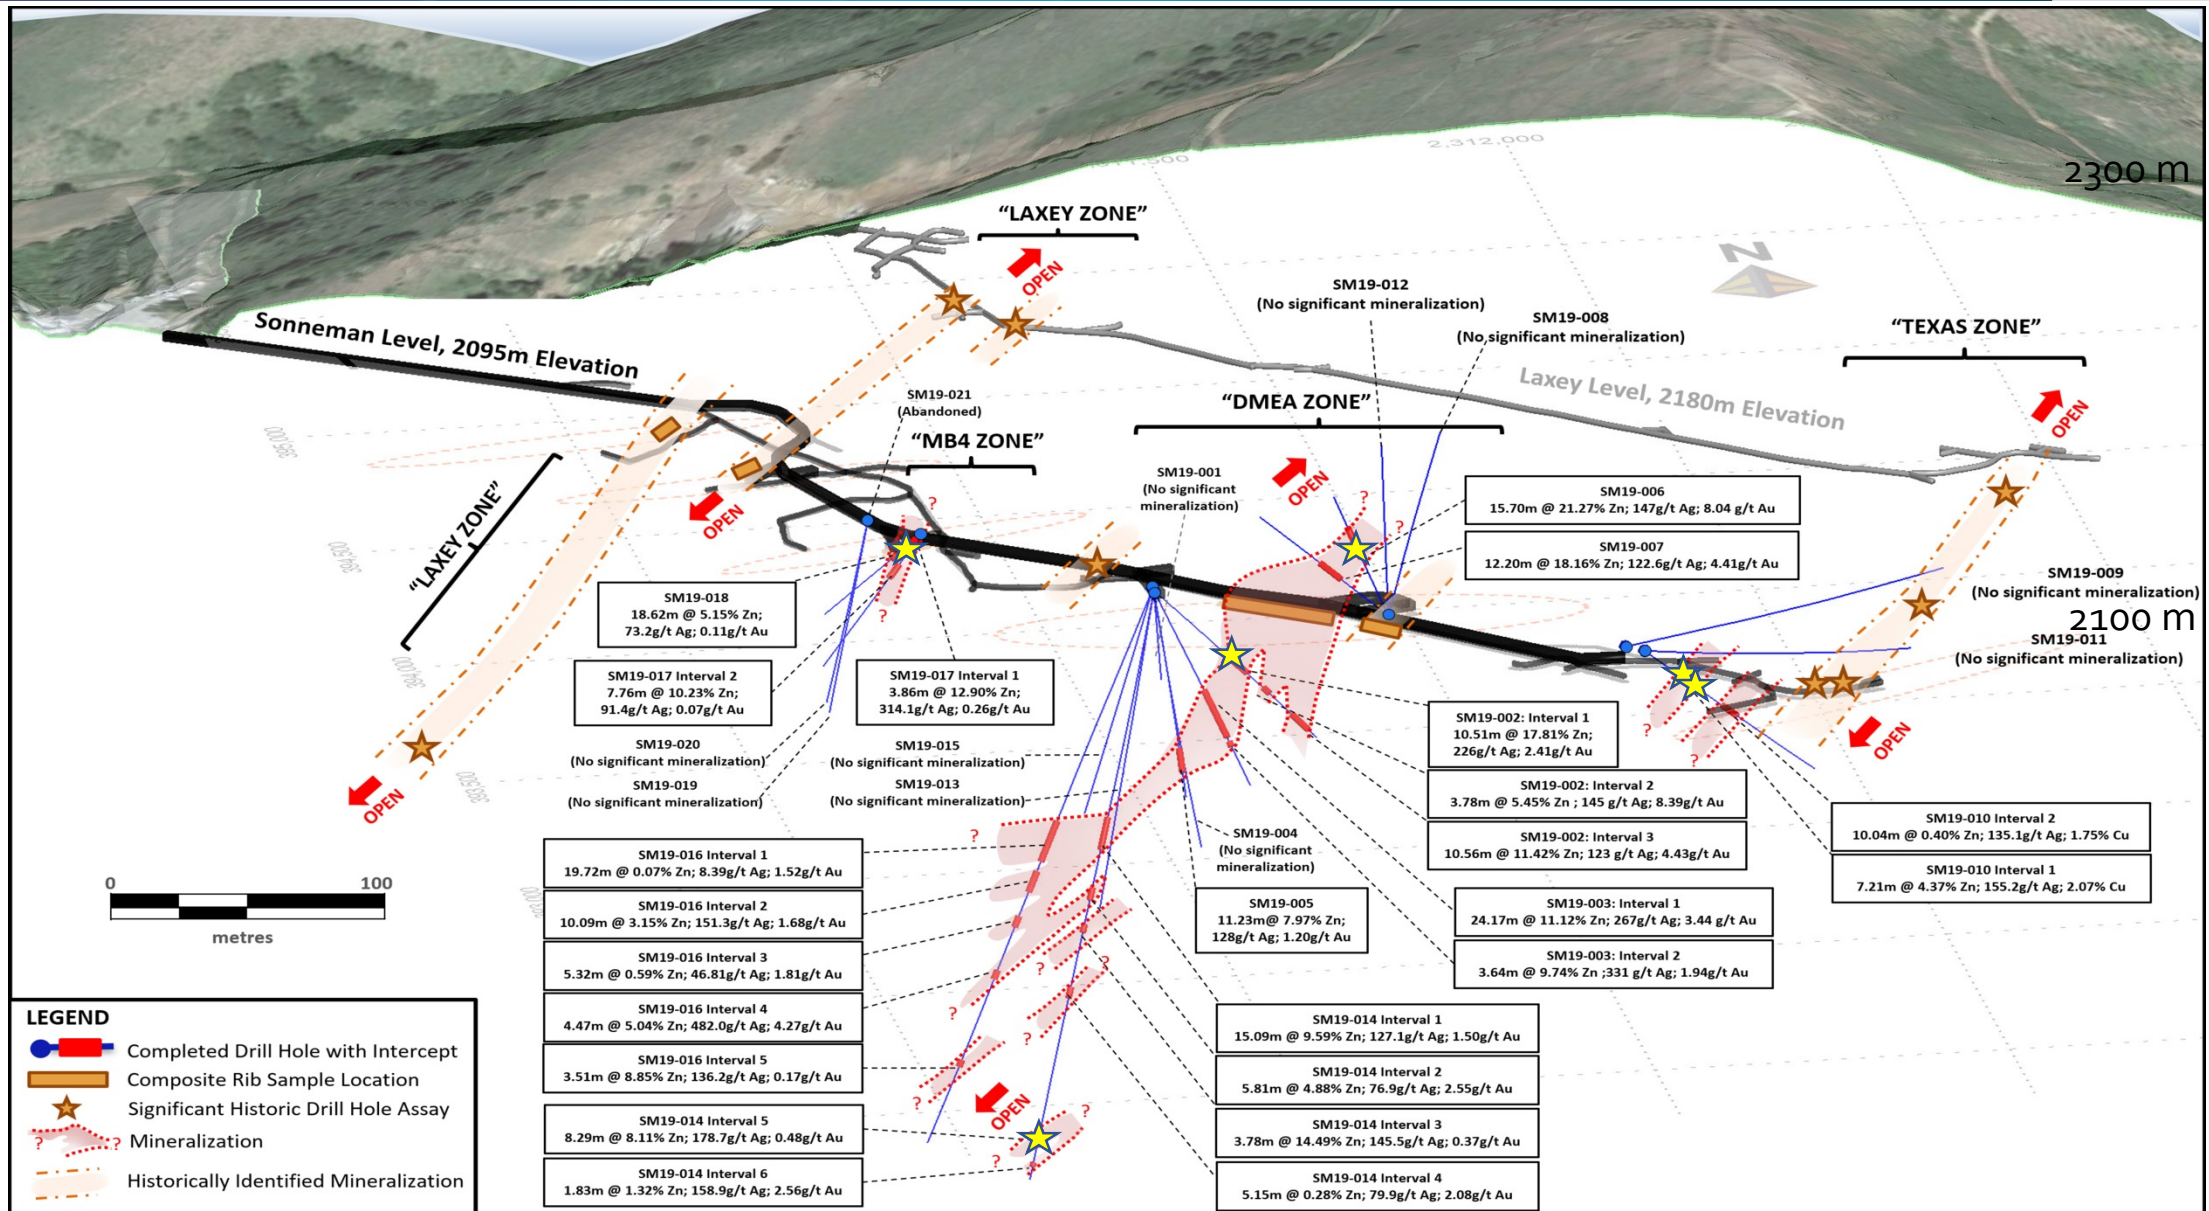 2,312,000
2300 m
"LAXEY ZONE"
N
OPEN
SM19-012
(No significant mineralization)
SM19-008
(No significant mineralization)
"TEXAS ZONE"
Sonneman Level, 2095m Elevation
Laxey Level, 2180m Elevation
SM19-021
(Abandoned)
"DMEA ZONE"
"MB4 ZONE"
OPEN
395,000
SM19-001
(No significant
mineralization)
OPEN
SM19-006
15.70m @ 21.27% Zn; 147g/t Ag; 8.04 g/t Au
OPEN
"LAXEY ZONE"
394,500
SM19-007
12.20m @ 18.16% Zn; 122.6g/t Ag; 4.41g/t Au
SM19-009
(No significant mineralization)
2100 m
SM19-011
(No significant mineralization)
SM19-018
18.62m @ 5.15% Zn;
73.2g/t Ag; 0.11g/t Au
394,000
SM19-017 Interval 2
7.76m @ 10.23% Zn;
91.4g/t Ag; 0.07g/t Au
SM19-017 Interval 1
3.86m @ 12.90% Zn;
314.1g/t Ag; 0.26g/t Au
SM19-002: Interval 1
10.51m @ 17.81% Zn;
226g/t Ag; 2.41g/t Au
OPEN
SM19-020
(No significant mineralization)
SM19-015
(No significant mineralization)
SM19-019
(No significant mineralization)
SM19-013
(No significant mineralization)
393,500
OPEN
SM19-002: Interval 2
3.78m @ 5.45% Zn ; 145 g/t Ag; 8.39g/t Au
SM19-002: Interval 3
10.56m @ 11.42% Zn; 123 g/t Ag; 4.43g/t Au
SM19-004
(No significant
mineralization)
SM19-010 Interval 2
10.04m @ 0.40% Zn; 135.1g/t Ag; 1.75% Cu
SM19-010 Interval 1
7.21m @ 4.37% Zn; 155.2g/t Ag; 2.07% Cu
0 100
metres
SM19-016 Interval 1
19.72m @ 0.07% Zn; 8.39g/t Ag; 1.52g/t Au
SM19-016 Interval 2
10.09m @ 3.15% Zn; 151.3g/t Ag; 1.68g/t Au
SM19-016 Interval 3
5.32m @ 0.59% Zn; 46.81g/t Ag; 1.81g/t Au
SM19-016 Interval 4
4.47m @ 5.04% Zn; 482.0g/t Ag; 4.27g/t Au
SM19-016 Interval 5
3.51m @ 8.85% Zn; 136.2g/t Ag; 0.17g/t Au
SM19-014 Interval 5
8.29m @ 8.11% Zn; 178.7g/t Ag; 0.48g/t Au
SM19-014 Interval 6
1.83m @ 1.32% Zn; 158.9g/t Ag; 2.56g/t Au
OPEN
SM19-005
11.23m@ 7.97% Zn;
128g/t Ag; 1.20g/t Au
SM19-003: Interval 1
24.17m @ 11.12% Zn; 267g/t Ag; 3.44 g/t Au
SM19-003: Interval 2
3.64m @ 9.74% Zn ;331 g/t Ag; 1.94g/t Au
SM19-014 Interval 1
15.09m @ 9.59% Zn; 127.1g/t Ag; 1.50g/t Au
SM19-014 Interval 2
5.81m @ 4.88% Zn; 76.9g/t Ag; 2.55g/t Au
SM19-014 Interval 3
3.78m @ 14.49% Zn; 145.5g/t Ag; 0.37g/t Au
SM19-014 Interval 4
5.15m @ 0.28% Zn; 79.9g/t Ag; 2.08g/t Au
LEGEND
Completed Drill Hole with Intercept
Composite Rib Sample Location
Significant Historic Drill Hole Assay
? ? Mineralization
Historically Identified Mineralization